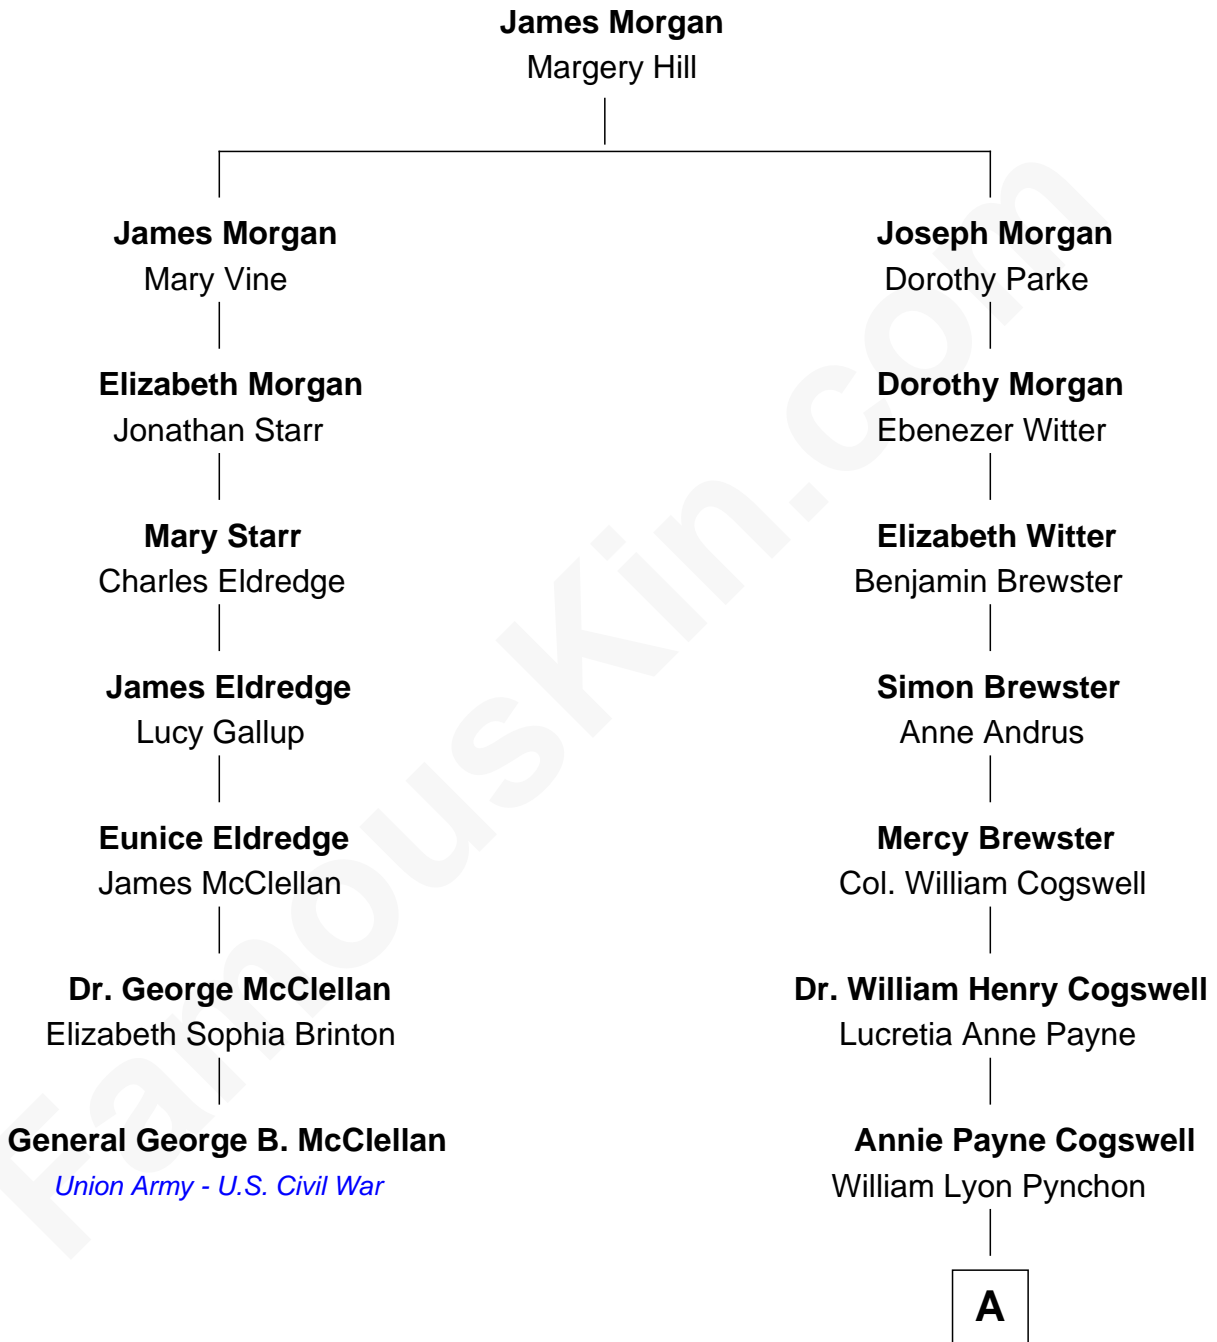 James Morgan
Margery Hill
James Morgan
Mary Vine
Elizabeth Morgan
Jonathan Starr
Mary Starr
Charles Eldredge
James Eldredge
Lucy Gallup
Eunice Eldredge
James McClellan
Dr. George McClellan
Elizabeth Sophia Brinton
General George B. McClellan
Union Army - U.S. Civil War
Joseph Morgan
Dorothy Parke
Dorothy Morgan
Ebenezer Witter
Elizabeth Witter
Benjamin Brewster
Simon Brewster
Anne Andrus
Mercy Brewster
Col. William Cogswell
Dr. William Henry Cogswell
Lucretia Anne Payne
Annie Payne Cogswell
William Lyon Pynchon
A
FamousKin.com